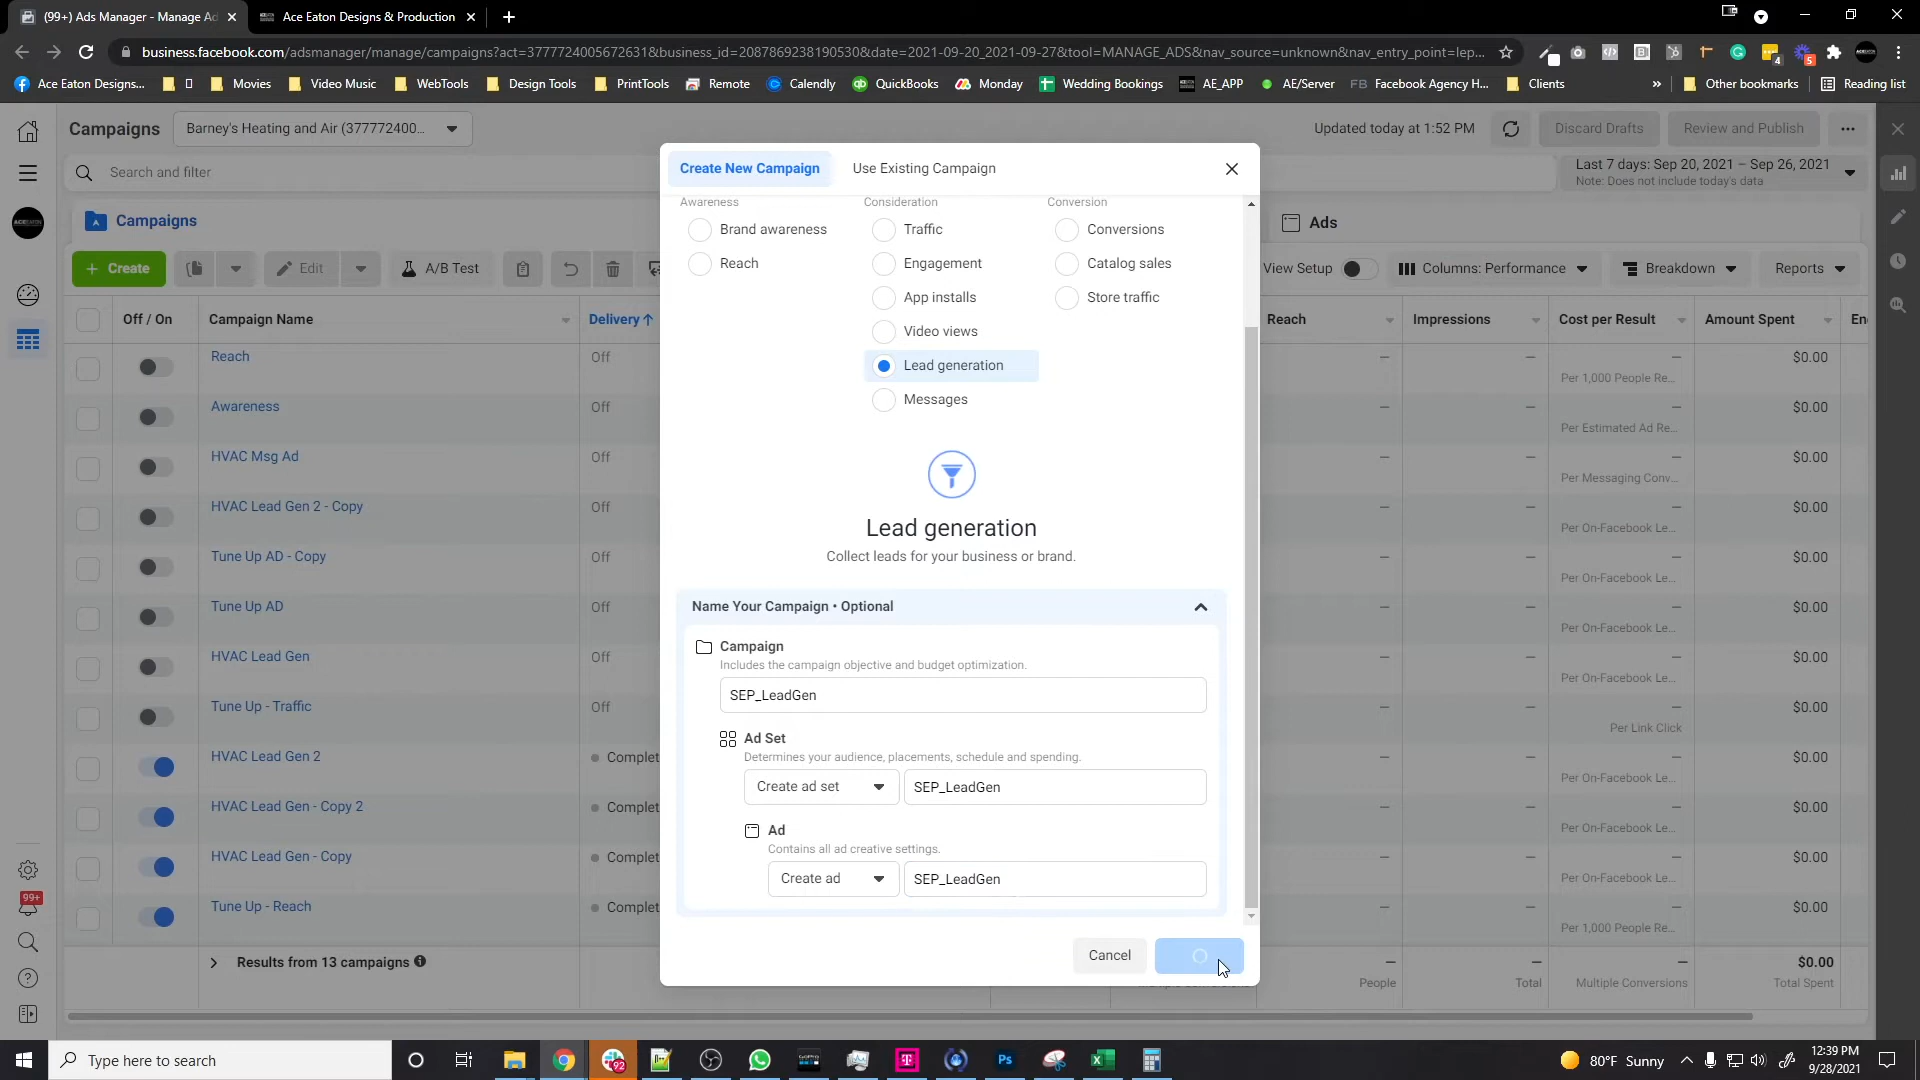 (99+) Ads Manager - Manage Ad
Ace Eaton Designs & Production
business.facebook.com/adsmanager/manage/campaigns?act=3777724005672631&business_id=2087869238190530&date=2021-09-20_2021-09-27&tool=MANAGE_ADS&nav_source=unknown&nav_entry_point=lep...
4
5
Ace Eaton Designs...
Movies
Video Music
WebTools
Design Tools
PrintTools
Remote
Calendly
QuickBooks
Monday
Wedding Bookings
AE_APP
AE/Server
FB Facebook Agency H...
Clients
»
Other bookmarks
Reading list
Campaigns
Barney's Heating and Air (377772400...
Updated today at 1:52 PM
Discard Drafts
Review and Publish
Search and filter
Last 7 days: Sep 20, 2021 – Sep 26, 2021
Note: Does not include today's data
Campaigns
Ads
+ Create
Edit
A/B Test
View Setup
Columns: Performance
Breakdown
Reports
Off / On
Campaign Name
Delivery ↑
Reach
Impressions
Cost per Result
Amount Spent
En
Reach
Off
—
—
—
$0.00
Per 1,000 People Re...
Awareness
Off
—
—
—
$0.00
Per Estimated Ad Re...
HVAC Msg Ad
Off
—
—
—
$0.00
Per Messaging Conv...
HVAC Lead Gen 2 - Copy
Off
—
—
—
$0.00
Per On-Facebook Le...
Tune Up AD - Copy
Off
—
—
—
$0.00
Per On-Facebook Le...
Tune Up AD
Off
—
—
—
$0.00
Per On-Facebook Le...
HVAC Lead Gen
Off
—
—
—
$0.00
Per On-Facebook Le...
Tune Up - Traffic
Off
—
—
—
$0.00
Per Link Click
HVAC Lead Gen 2
Complet
—
—
—
$0.00
Per On-Facebook Le...
HVAC Lead Gen - Copy 2
Complet
—
—
—
$0.00
Per On-Facebook Le...
HVAC Lead Gen - Copy
Complet
—
—
—
$0.00
Per On-Facebook Le...
Tune Up - Reach
Complet
—
—
—
$0.00
Per 1,000 People Re...
Results from 13 campaigns
—
—
—
$0.00
People
Total
Multiple Conversions
Total Spent
99+
Create New Campaign
Use Existing Campaign
Awareness
Consideration
Conversion
Brand awareness
Traffic
Conversions
Reach
Engagement
Catalog sales
App installs
Store traffic
Video views
Lead generation
Messages
Lead generation
Collect leads for your business or brand.
Name Your Campaign • Optional
Campaign
Includes the campaign objective and budget optimization.
SEP_LeadGen
Ad Set
Determines your audience, placements, schedule and spending.
Create ad set
SEP_LeadGen
Ad
Contains all ad creative settings.
Create ad
SEP_LeadGen
Cancel
Type here to search
92
Ps
80°F Sunny
12:39 PM
9/28/2021